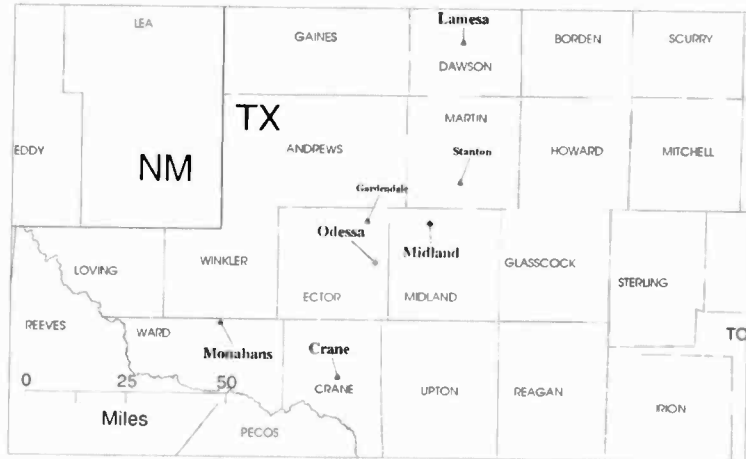 LEA
GAINES
Lamesa
DAWSON
BORDEN
SCURRY
TX
MARTIN
EDDY
NM
ANDREWS
Stanton
HOWARD
MITCHELL
Gardendale
Odessa
Midland
LOVING
WINKLER
GLASSCOCK
STERLING
ECTOR
MIDLAND
REEVES
WARD
Monahans
Crane
TO
0 25 50
CRANE
UPTON
REAGAN
IRION
Miles
PECOS